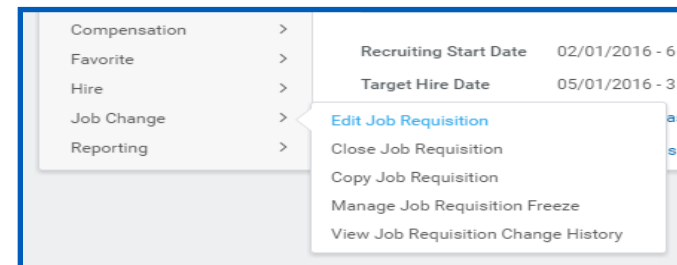 Compensation >
Favorite >
Hire >
Job Change >
Reporting >
Recruiting Start Date 02/01/2016 - 6
Target Hire Date 05/01/2016 - 3
Edit Job Requisition
Close Job Requisition
Copy Job Requisition
Manage Job Requisition Freeze
View Job Requisition Change History